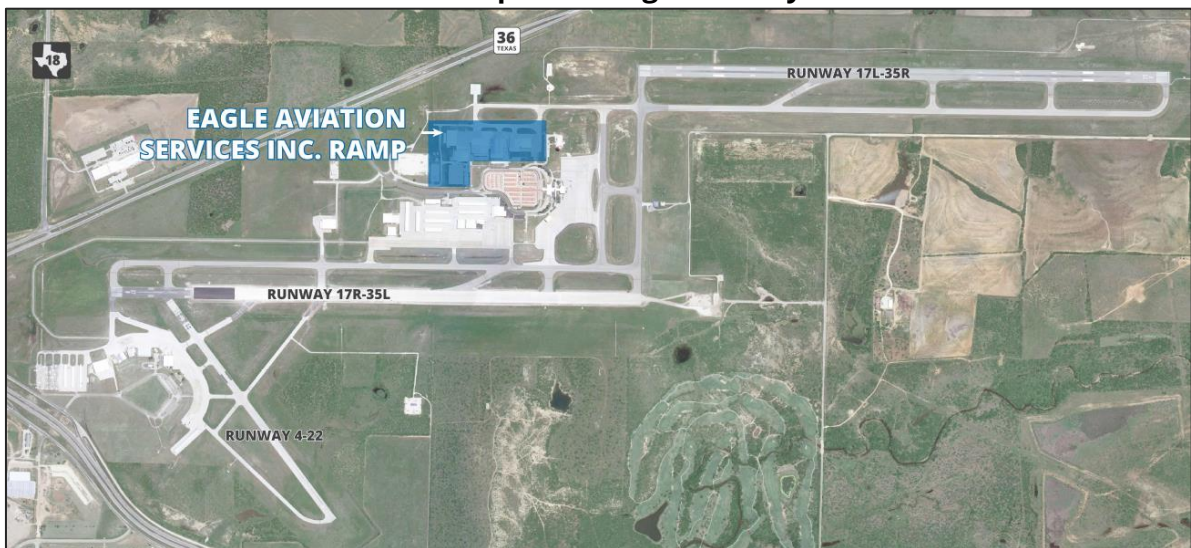 18
36
TEXAS
RUNWAY 17L-35R
EAGLE AVIATION
SERVICES INC. RAMP
RUNWAY 17R-35L
RUNWAY 4-22